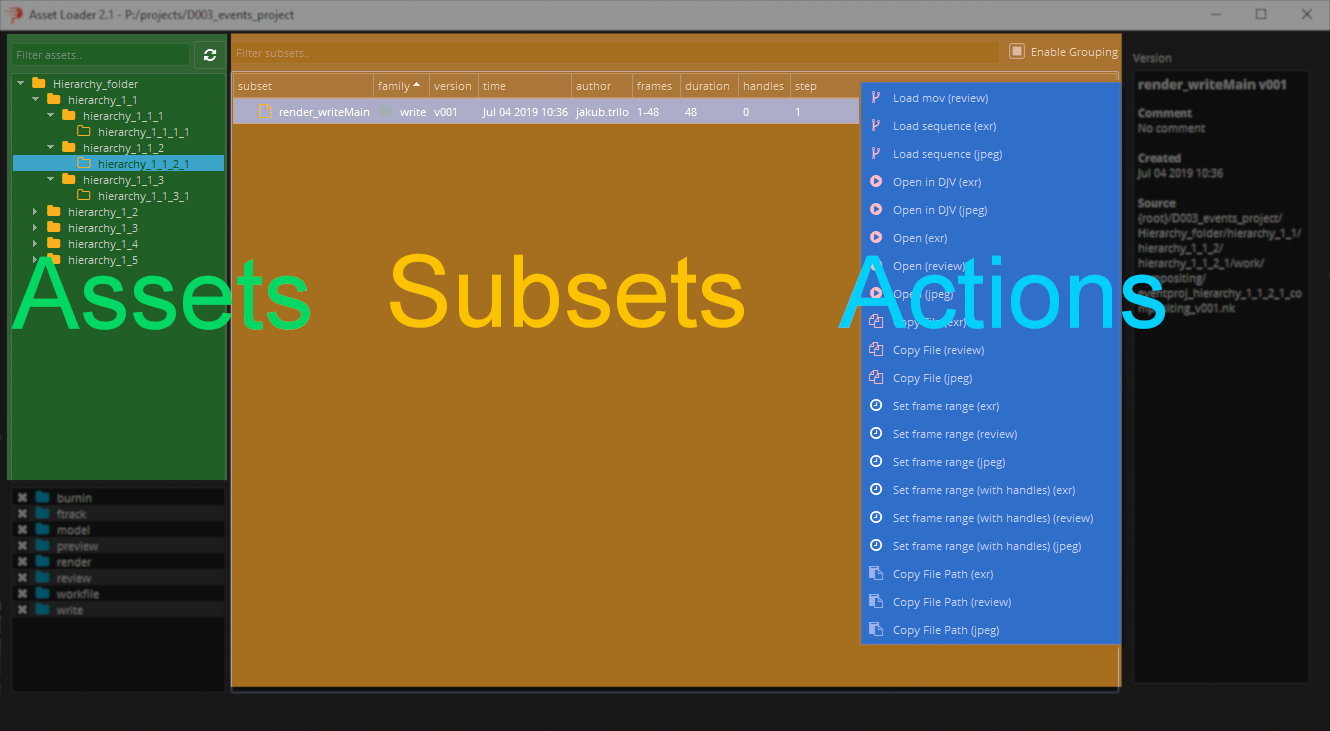 Asset Loader 2.1 - P:/projects/D003_events_project
Filter assets..
Hierarchy_folder
hierarchy_1_1
hierarchy_1_1_1
hierarchy_1_1_1_1
hierarchy_1_1_2
hierarchy_1_1_2_1
hierarchy_1_1_3
hierarchy_1_1_3_1
hierarchy_1_2
hierarchy_1_3
hierarchy_1_4
hierarchy_1_5
Assets
burnin
ftrack
model
preview
render
review
workfile
write
Filter subsets..
Enable Grouping
subset family version time author frames duration handles step
render_writeMain write v001 Jul 04 2019 10:36 jakub.trllo 1-48 48 0 1
Subsets
Load mov (review)
Load sequence (exr)
Load sequence (jpeg)
Open in DJV (exr)
Open in DJV (jpeg)
Open (exr)
Open (review)
Open (jpeg)
Copy File (exr)
Copy File (review)
Copy File (jpeg)
Set frame range (exr)
Set frame range (review)
Set frame range (jpeg)
Set frame range (with handles) (exr)
Set frame range (with handles) (review)
Set frame range (with handles) (jpeg)
Copy File Path (exr)
Copy File Path (review)
Copy File Path (jpeg)
Actions
Version
render_writeMain v001
Comment
No comment
Created
Jul 04 2019 10:36
Source
{root}/D003_events_project/
Hierarchy_folder/hierarchy_1_1/
hierarchy_1_1_2/
hierarchy_1_1_2_1/work/
compositing/
eventproj_hierarchy_1_1_2_1_co
mpositing_v001.nk